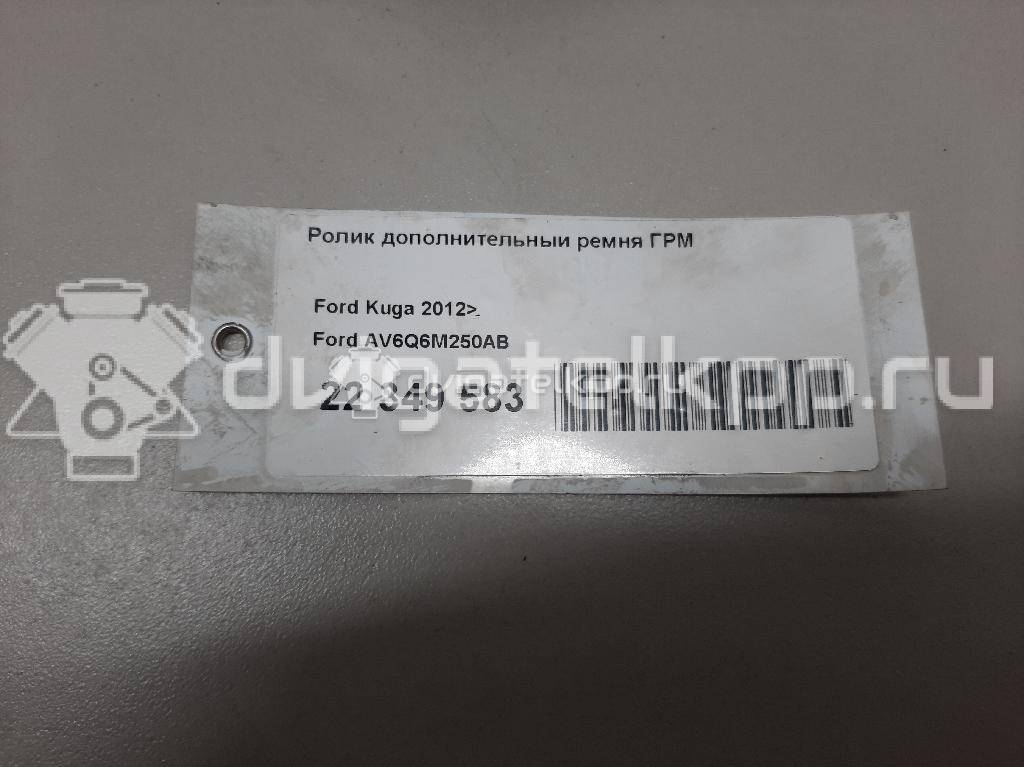 Ролик дополнительный ремня ГРМ
Ford Kuga 2012>
Ford AV6Q6M250AB
22 349 583
dvigatelkpp.ru